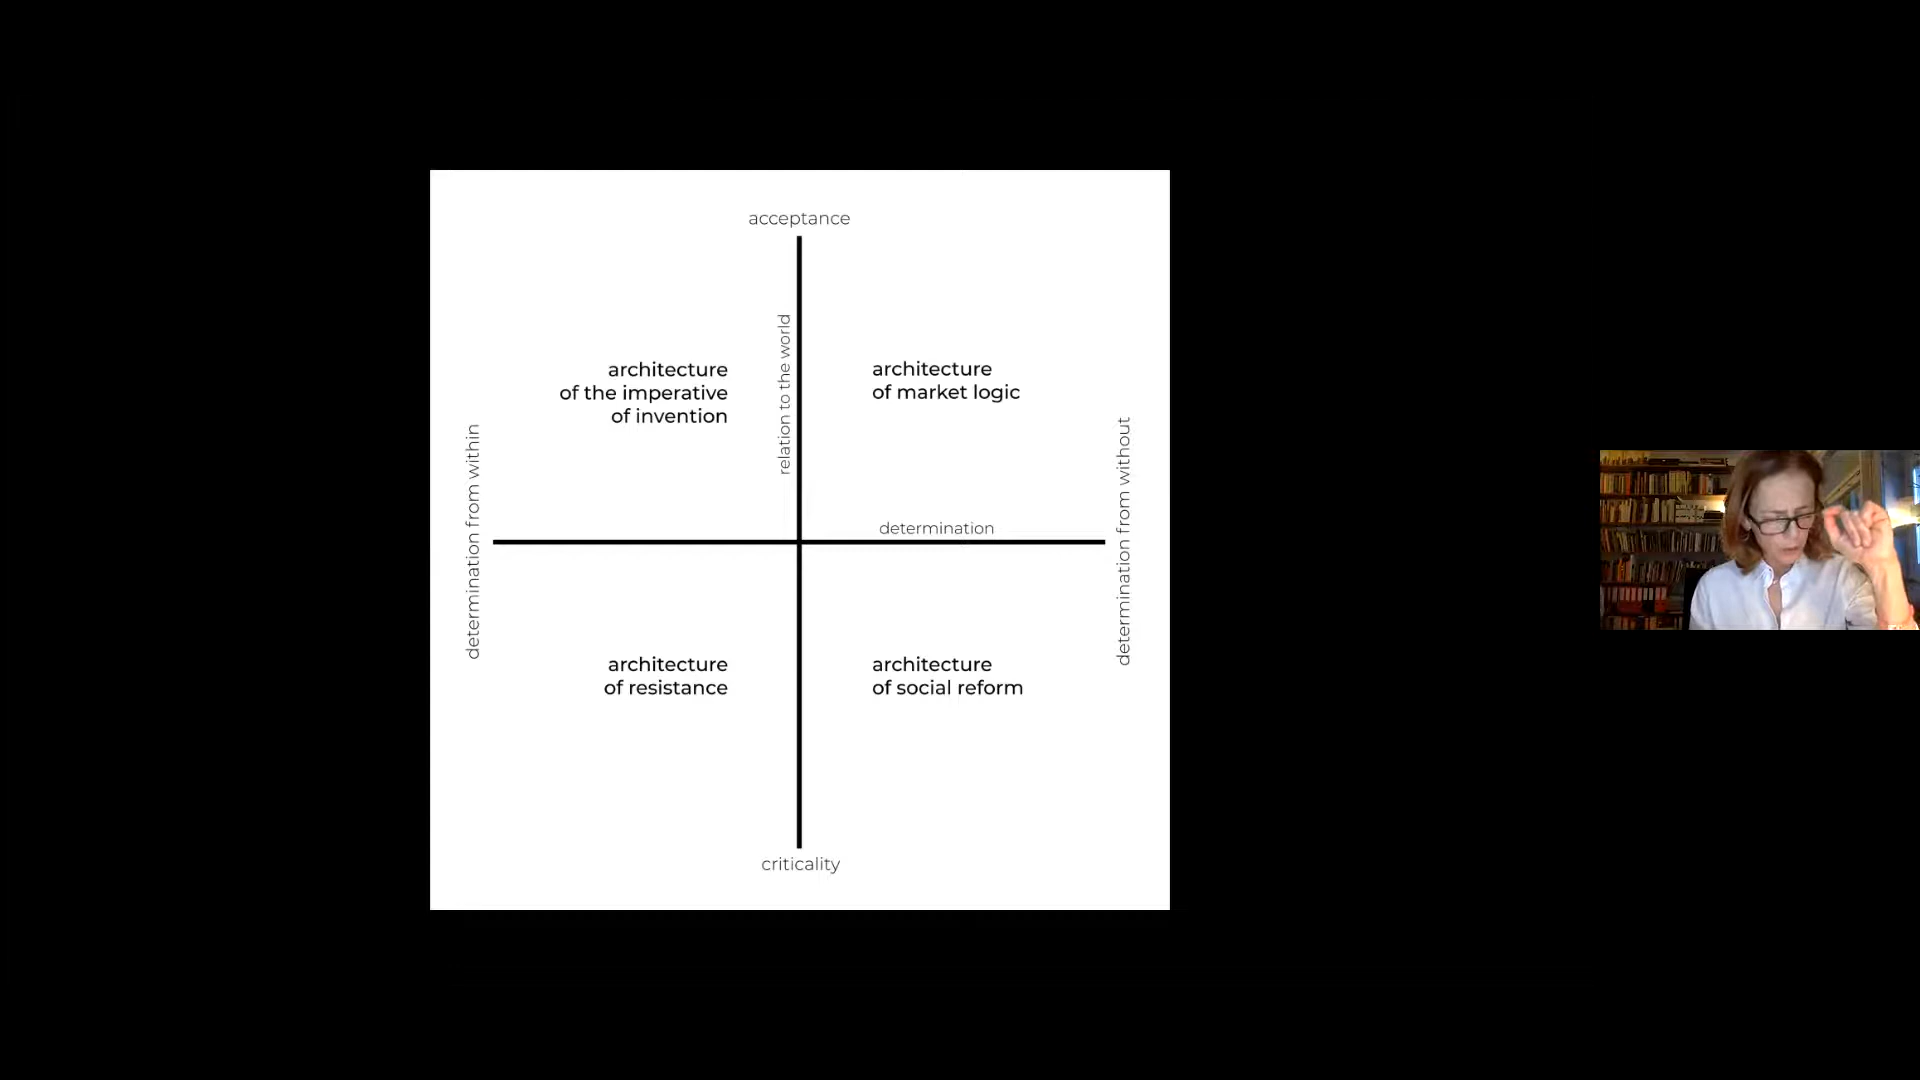 acceptance
relation to the world
architecture
of the imperative
of invention
architecture
of market logic
determination from within
determination
determination from without
architecture
of resistance
architecture
of social reform
criticality